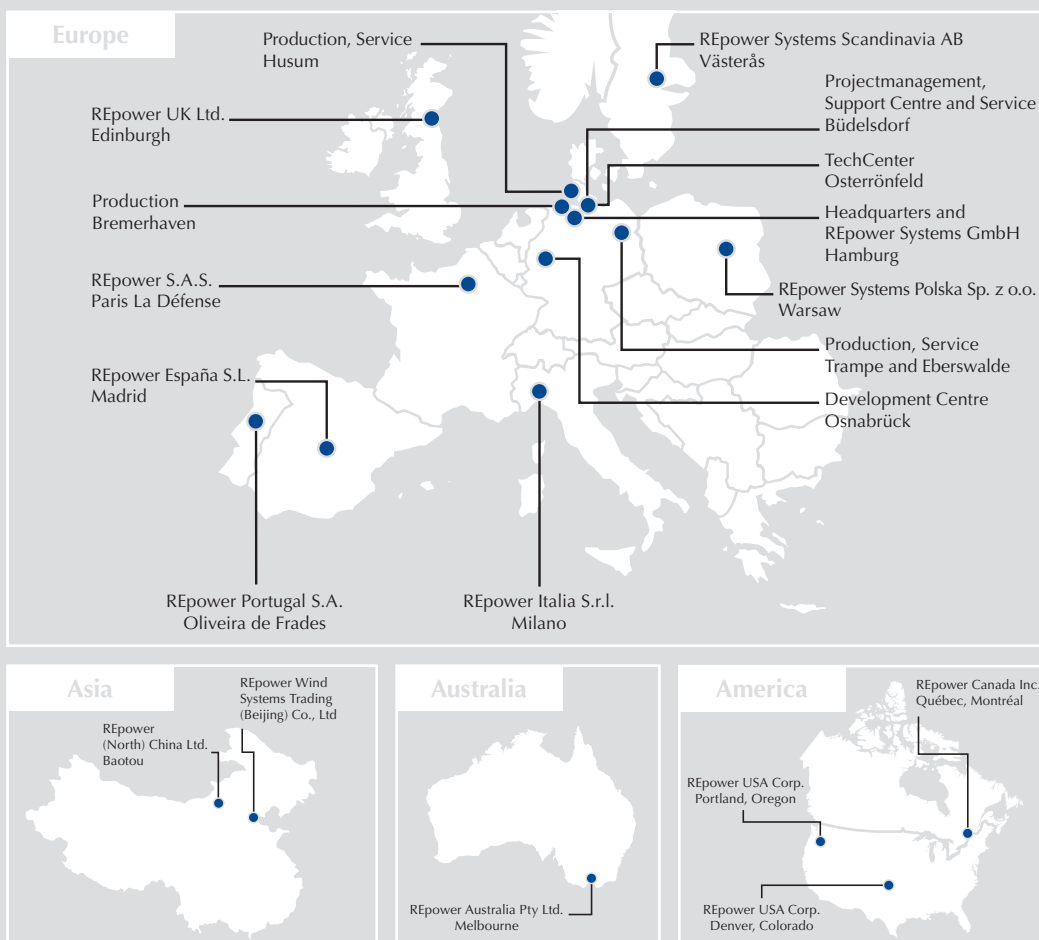 Europe
Production, Service
Husum
REpower UK Ltd.
Edinburgh
Production
Bremerhaven
REpower S.A.S.
Paris La Défense
REpower España S.L.
Madrid
REpower Portugal S.A.
Oliveira de Frades
REpower Italia S.r.l.
Milano
REpower Systems Scandinavia AB
Västerås
Projectmanagement,
Support Centre and Service
Büdelsdorf
TechCenter
Osterrönfeld
Headquarters and
REpower Systems GmbH
Hamburg
REpower Systems Polska Sp. z o.o.
Warsaw
Production, Service
Trampe and Eberswalde
Development Centre
Osnabrück
Asia
REpower Wind
Systems Trading
(Beijing) Co., Ltd
REpower
(North) China Ltd.
Baotou
Australia
REpower Australia Pty Ltd.
Melbourne
America
REpower Canada Inc.
Québec, Montréal
REpower USA Corp.
Portland, Oregon
REpower USA Corp.
Denver, Colorado